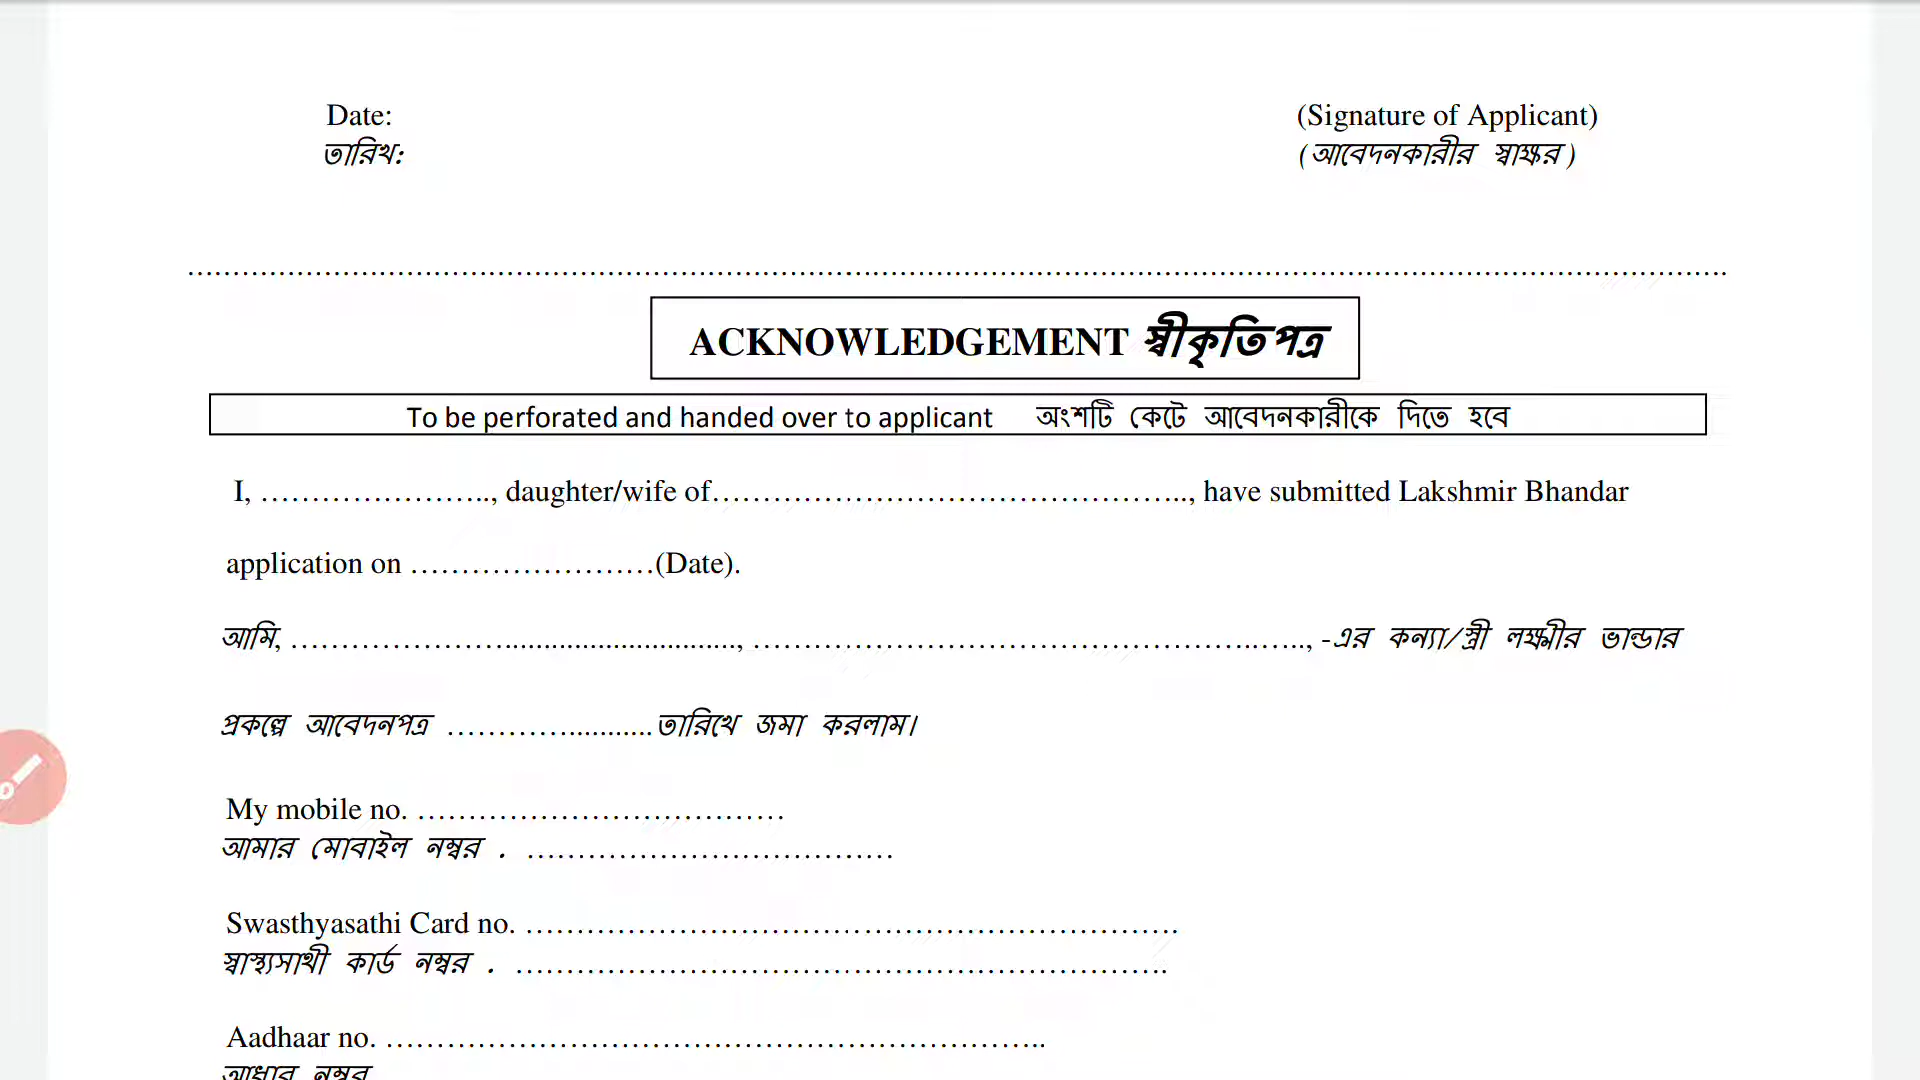 Date:
(Signature of Applicant)
তারিখ:
(আবেদনকারীর স্বাক্ষর)
ACKNOWLEDGEMENT স্বীকৃতিপত্র
To be perforated and handed over to applicant অংশটি কেটে আবেদনকারীকে দিতে হবে
I, ……………………., daughter/wife of……………………………………….., have submitted Lakshmir Bhandar
application on ……………………(Date).
আমি, …………………............................., …………………………………………..….., -এর কন্যা/স্ত্রী লক্ষ্মীর ভান্ডার
প্রকল্পে আবেদনপত্র …………...........তারিখে জমা করলাম।
My mobile no. ………………………………
আমার মোবাইল নম্বর . ………………………………
Swasthyasathi Card no. ……………………………………………………….
স্বাস্থ্যসাথী কার্ড নম্বর . ……………………………………………………….
Aadhaar no. ………………………………………………………..
আধার নম্বর